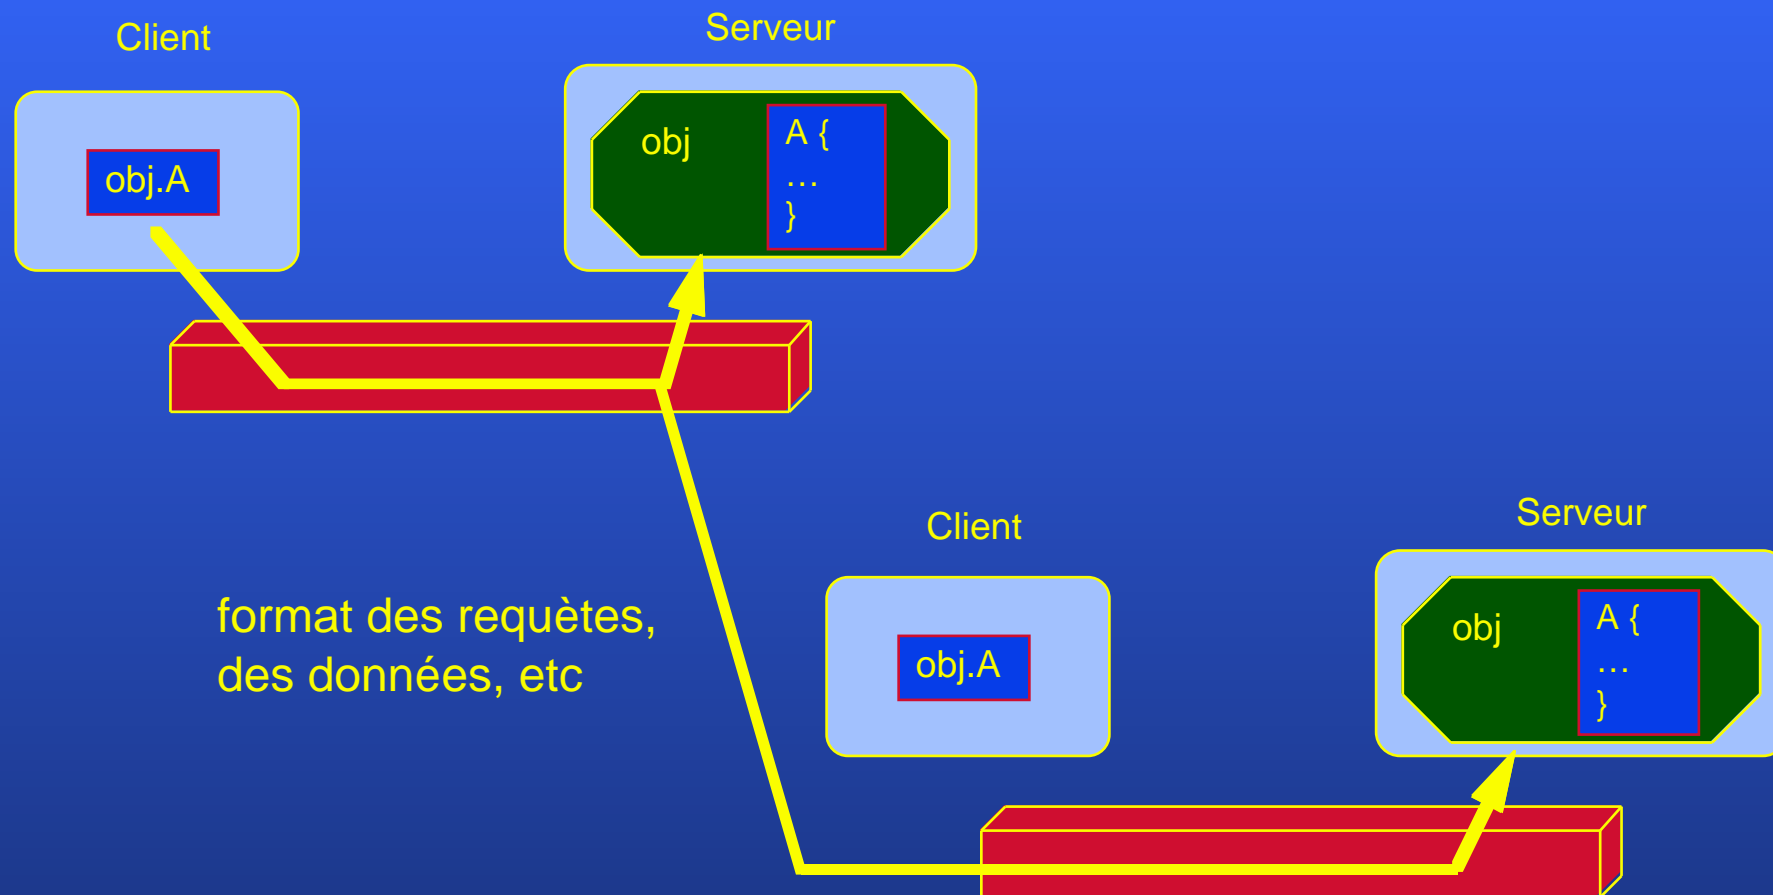 Client
Serveur
obj.A
obj
A {
…
}
format des requètes,
des données, etc
Client
Serveur
obj.A
obj
A {
…
}